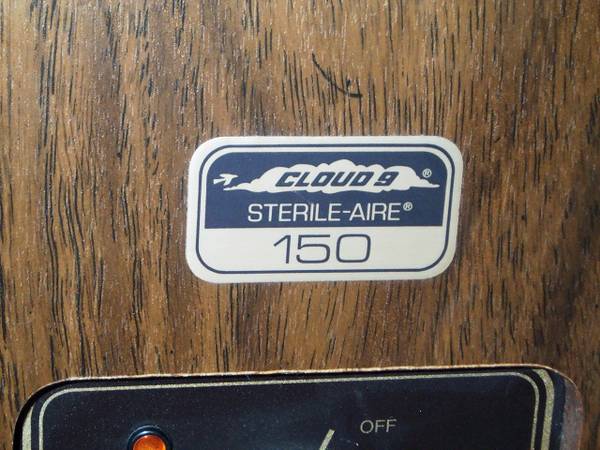 CLOUD 9 ®
STERILE-AIRE®
150
OFF